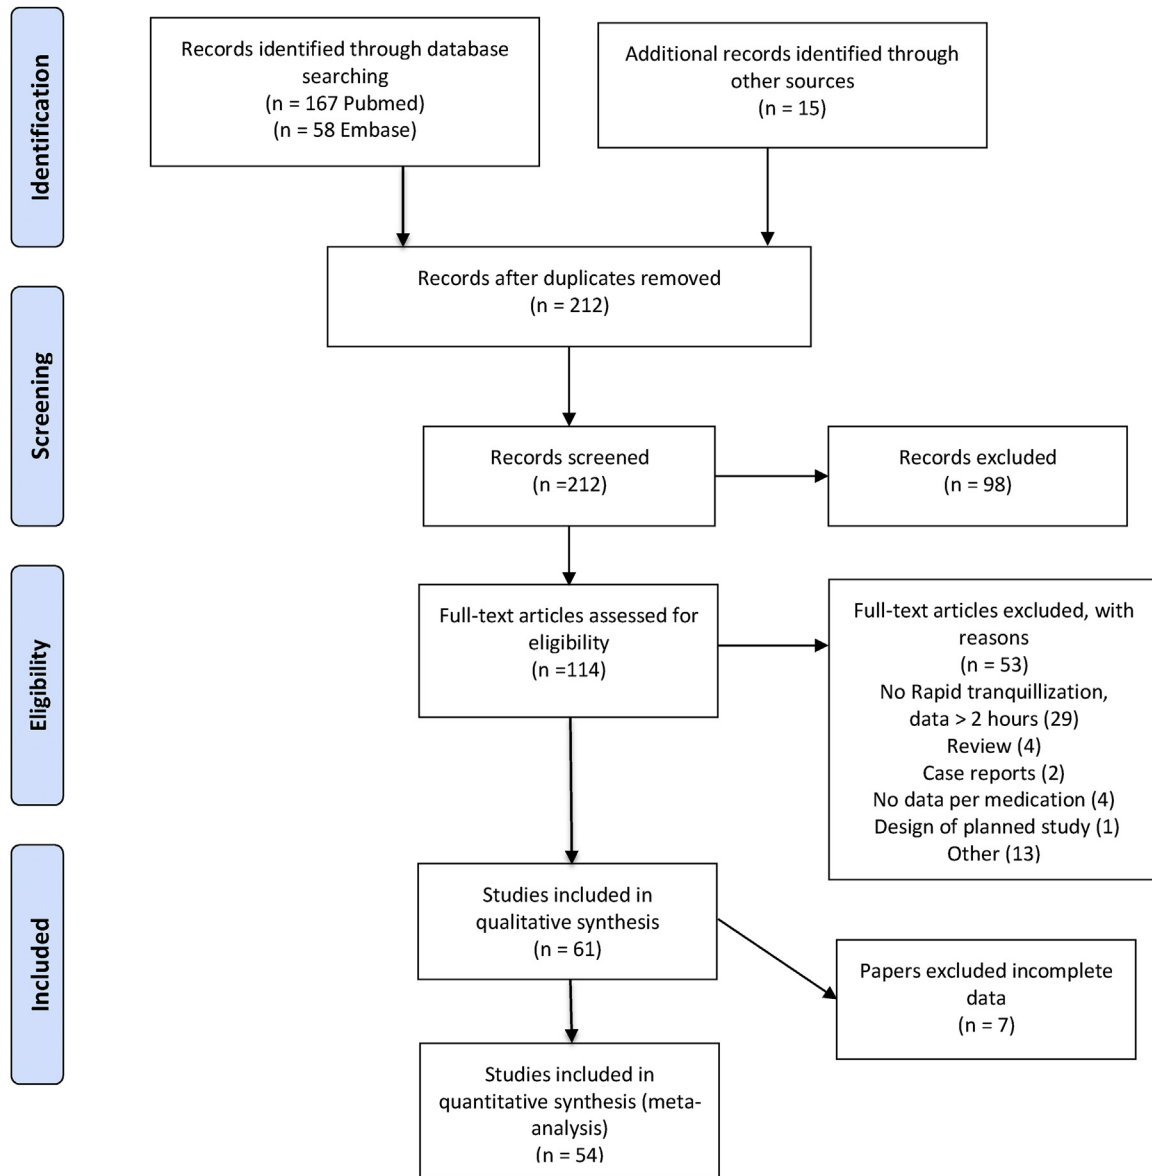 Identification
Records identified through database
searching
(n = 167 Pubmed)
(n = 58 Embase)
Additional records identified through
other sources
(n = 15)
Records after duplicates removed
(n = 212)
Screening
Records screened
(n =212)
Records excluded
(n = 98)
Eligibility
Full-text articles assessed for
eligibility
(n =114)
Full-text articles excluded, with
reasons
(n = 53)
No Rapid tranquillization,
data > 2 hours (29)
Review (4)
Case reports (2)
No data per medication (4)
Design of planned study (1)
Other (13)
Included
Studies included in
qualitative synthesis
(n = 61)
Papers excluded incomplete
data
(n = 7)
Studies included in
quantitative synthesis (meta-
analysis)
(n = 54)